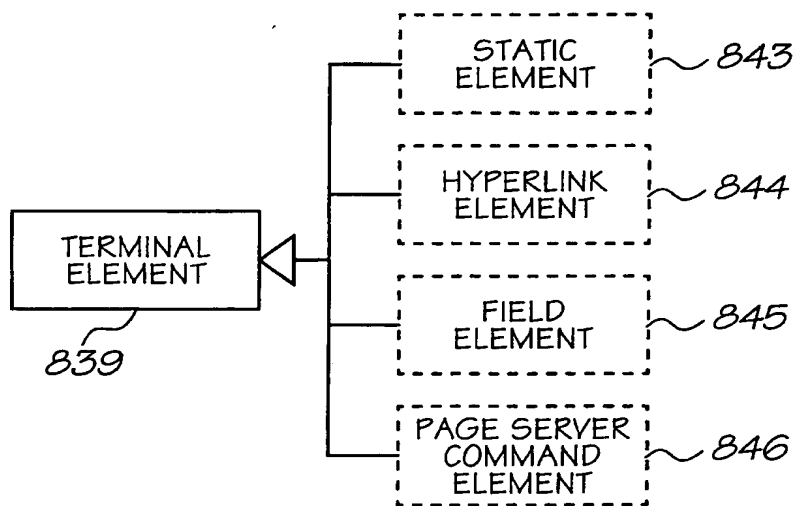 STATIC
ELEMENT
843
HYPERLINK
ELEMENT
844
TERMINAL
ELEMENT
839
FIELD
ELEMENT
845
PAGE SERVER
COMMAND
ELEMENT
846